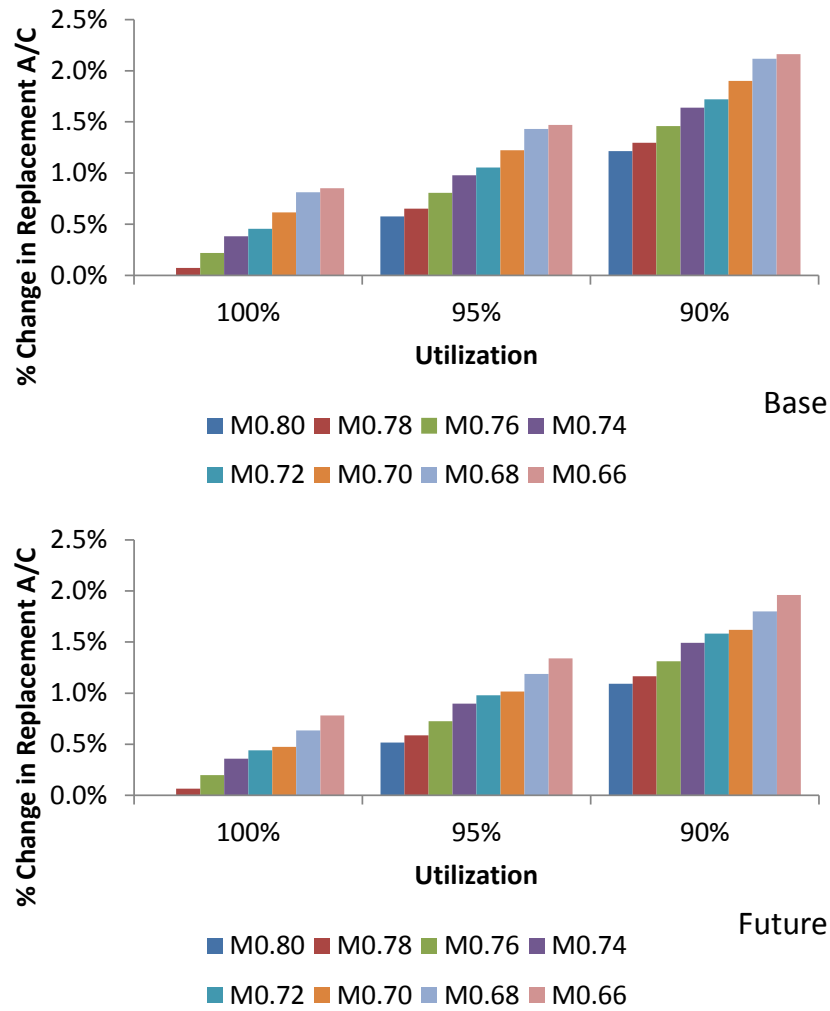 2.5%
2.0%
1.5%
1.0%
0.5%
0.0%
% Change in Replacement A/C
100% 95% 90%
Utilization
Base
M0.80 M0.78 M0.76 M0.74
M0.72 M0.70 M0.68 M0.66
2.5%
2.0%
1.5%
1.0%
0.5%
0.0%
% Change in Replacement A/C
100% 95% 90%
Utilization
Future
M0.80 M0.78 M0.76 M0.74
M0.72 M0.70 M0.68 M0.66